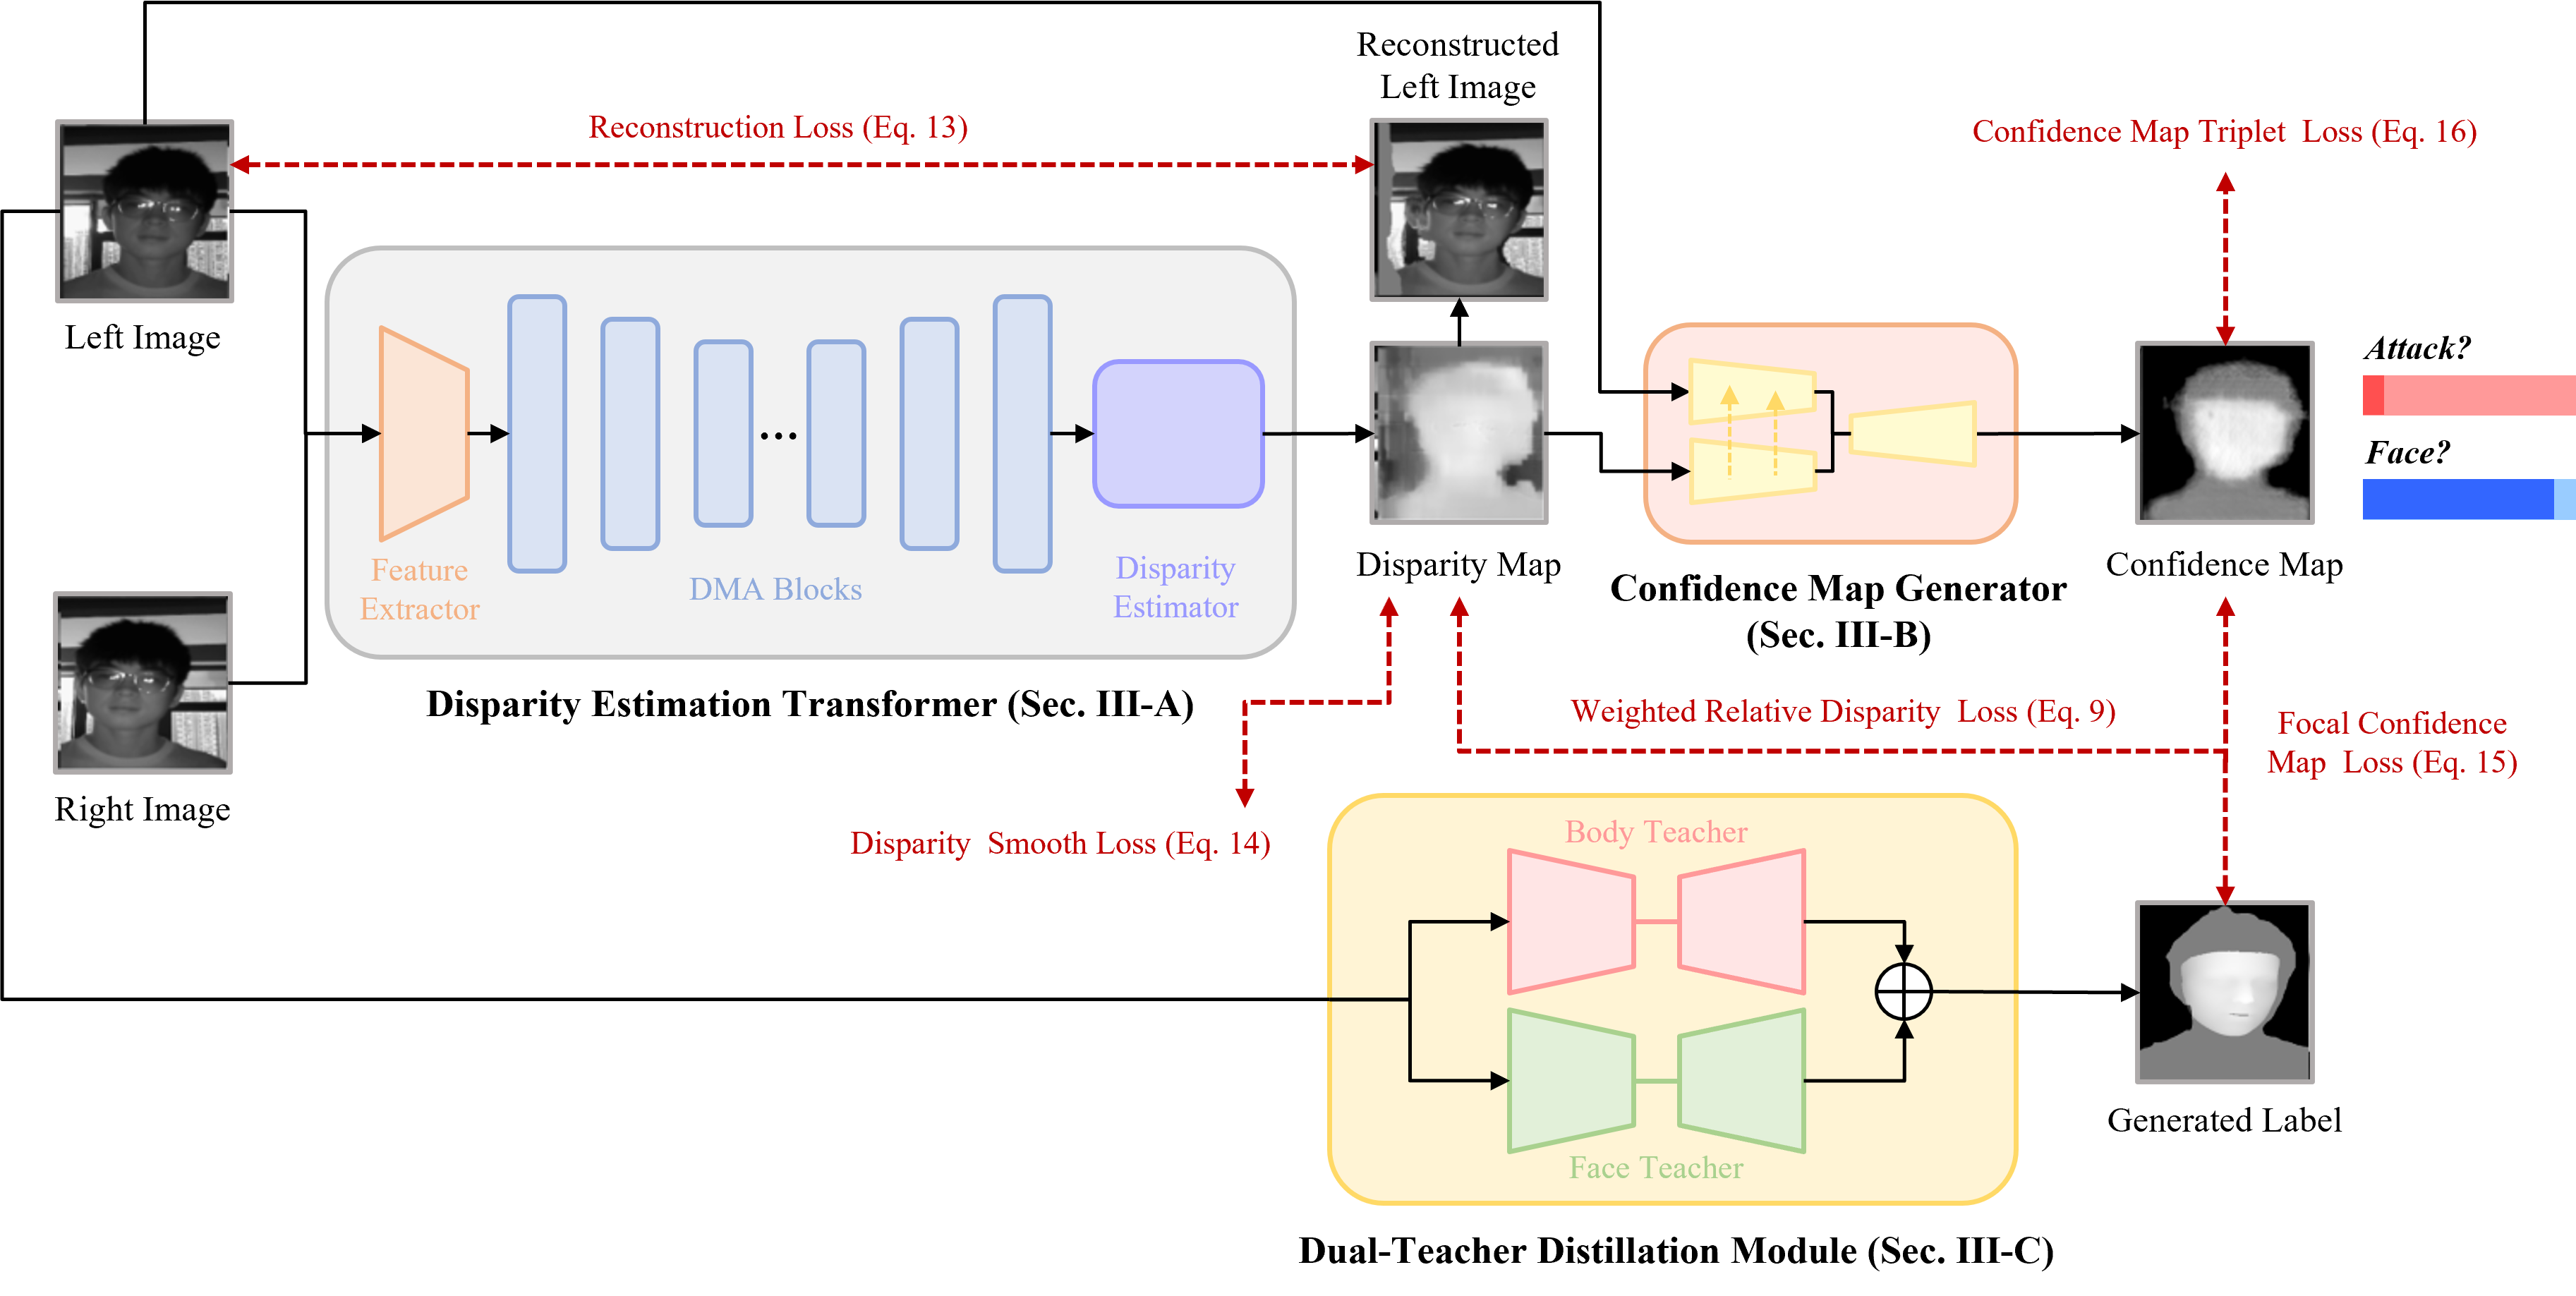 Reconstructed
Left Image
Reconstruction Loss (Eq. 13)
Confidence Map Triplet Loss (Eq. 16)
Left Image
Attack?
Face?
...
Feature
Extractor
DMA Blocks
Disparity
Estimator
Disparity Map
Confidence Map Generator
(Sec. III-B)
Confidence Map
Disparity Estimation Transformer (Sec. III-A)
Weighted Relative Disparity Loss (Eq. 9)
Focal Confidence
Map Loss (Eq. 15)
Right Image
Disparity Smooth Loss (Eq. 14)
Body Teacher
Face Teacher
Generated Label
Dual-Teacher Distillation Module (Sec. III-C)